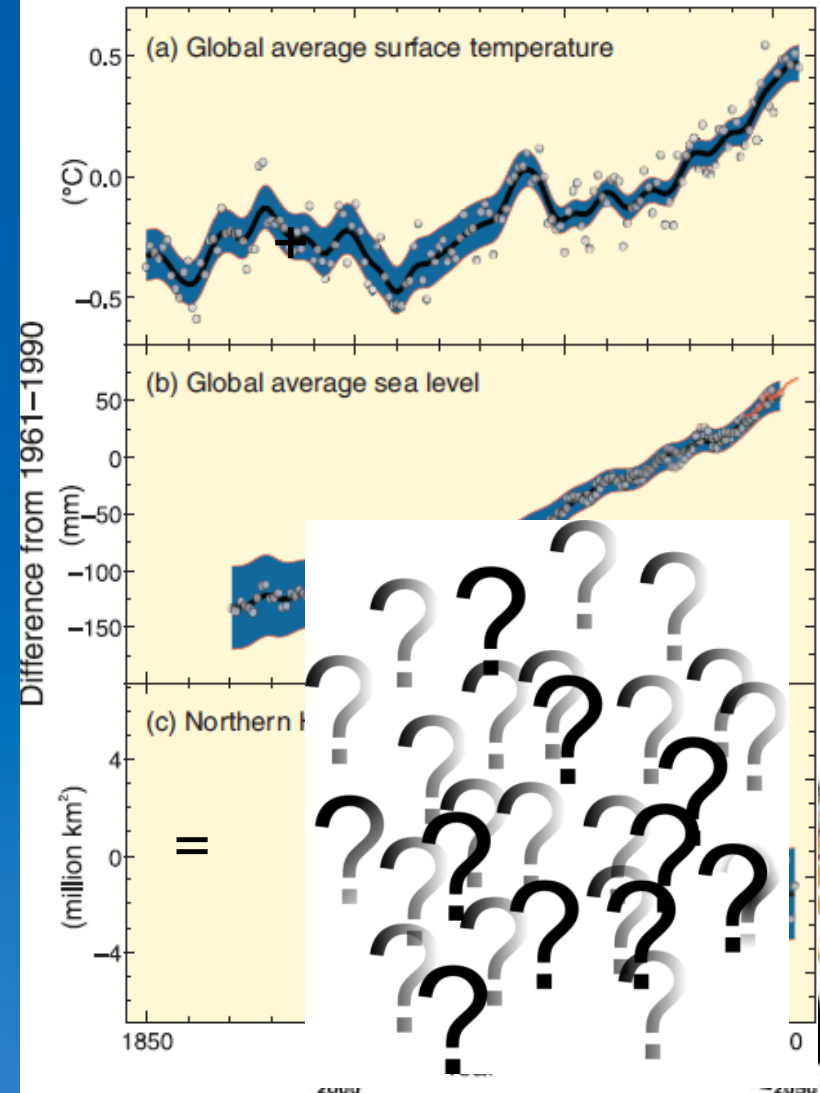 (a) Global average surface temperature
0.5
0.0
−0.5
(°C)
+
Difference from 1961–1990
(b) Global average sea level
50
0
−50
−100
−150
(mm)
(c) Northern
4
0
−4
(million km²)
=
? ? ? ? ? ? ? ? ? ? ? ? ? ? ? ? ? ? ? ? ? ? ? ? ? ? ? ?
1850
0